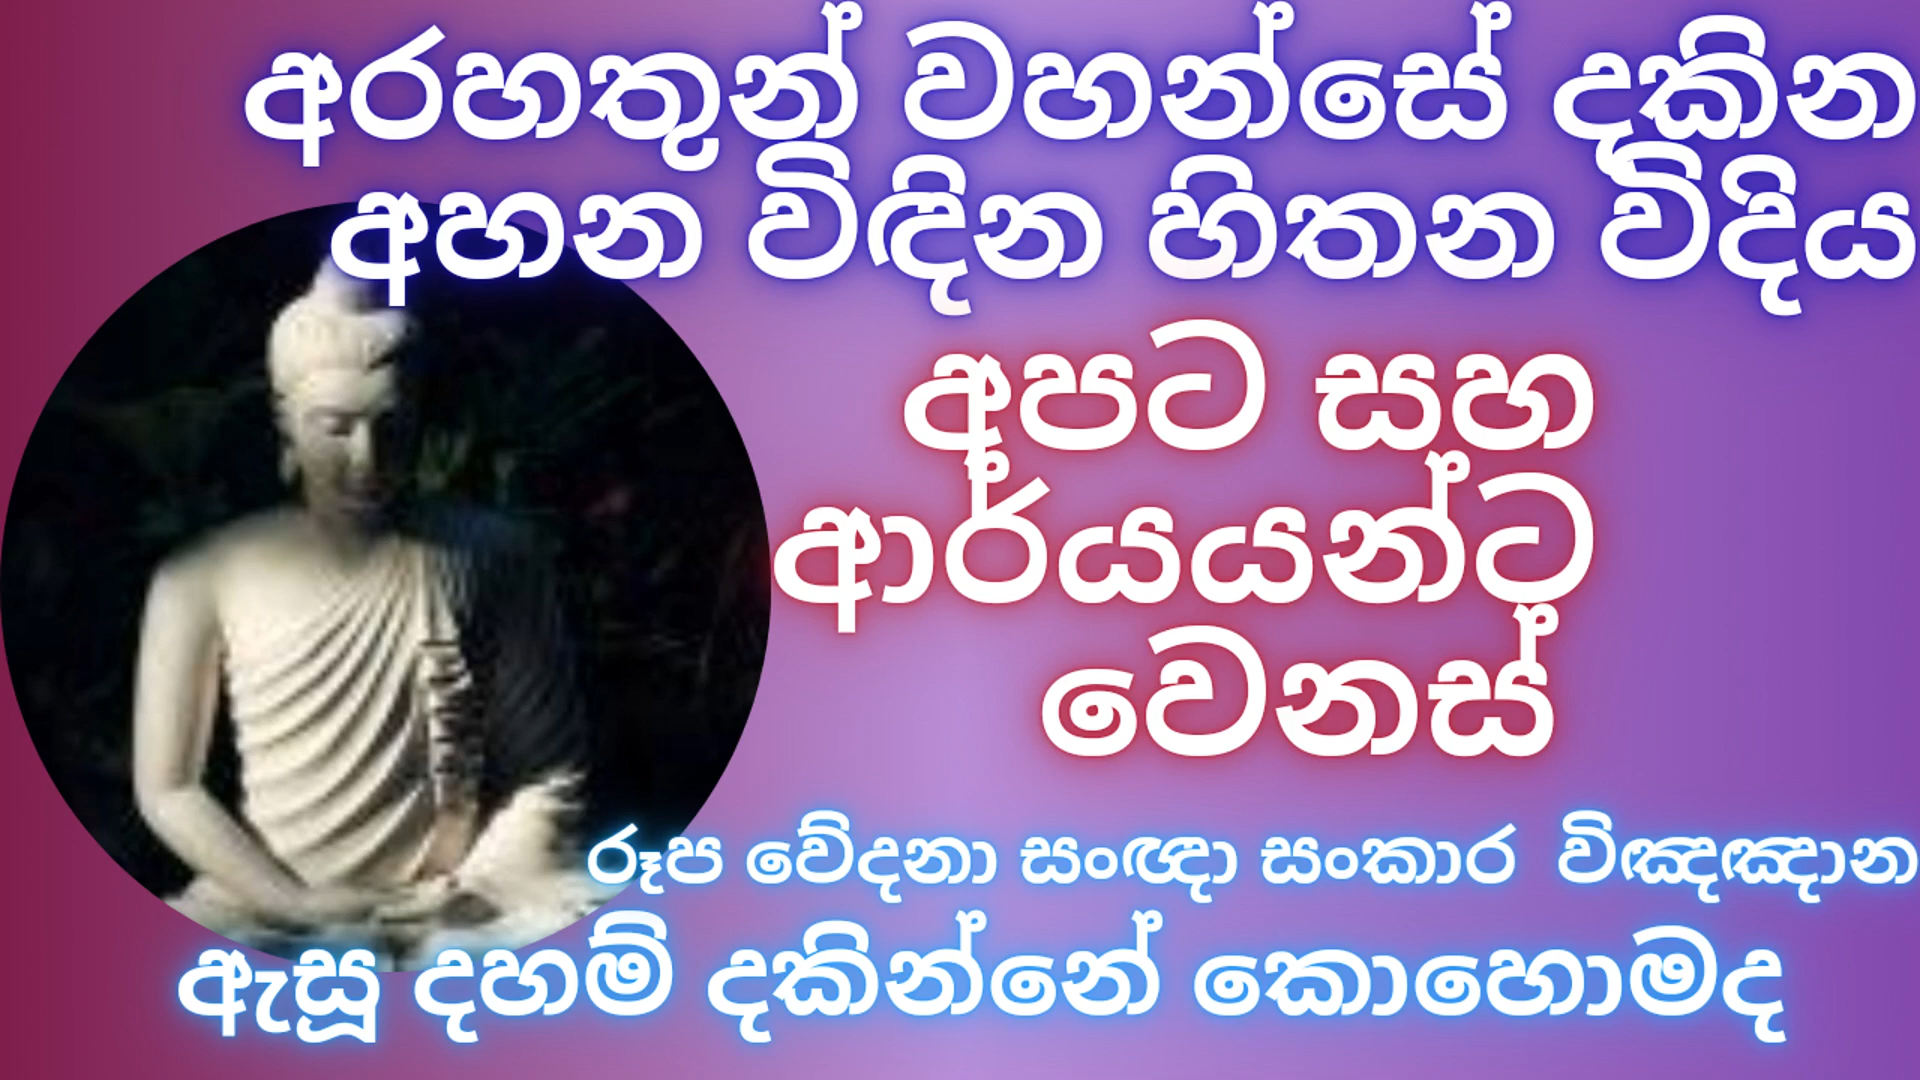 අරහතුන් වහන්සේ දකින
අහන විඳින හිතන විදිය
අපට සහ
ආර්යයන්ට
වෙනස්
රූප වේදනා සංඥා සංකාර විඤ්ඤාන
ඇසූ දහම් දකින්නේ කොහොමද